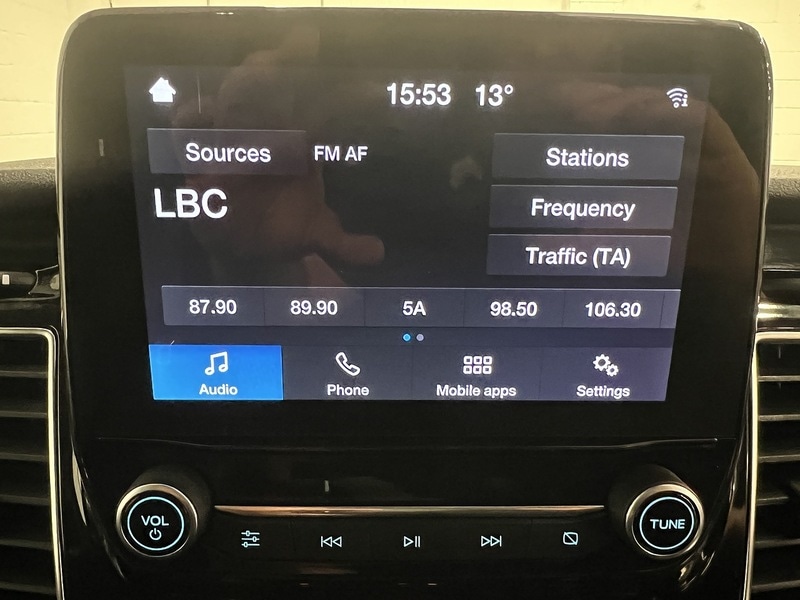 15:53 13°
Sources FM AF Stations
LBC Frequency
Traffic (TA)
87.90 89.90 5A 98.50 106.30
Audio Phone Mobile apps Settings
VOL TUNE